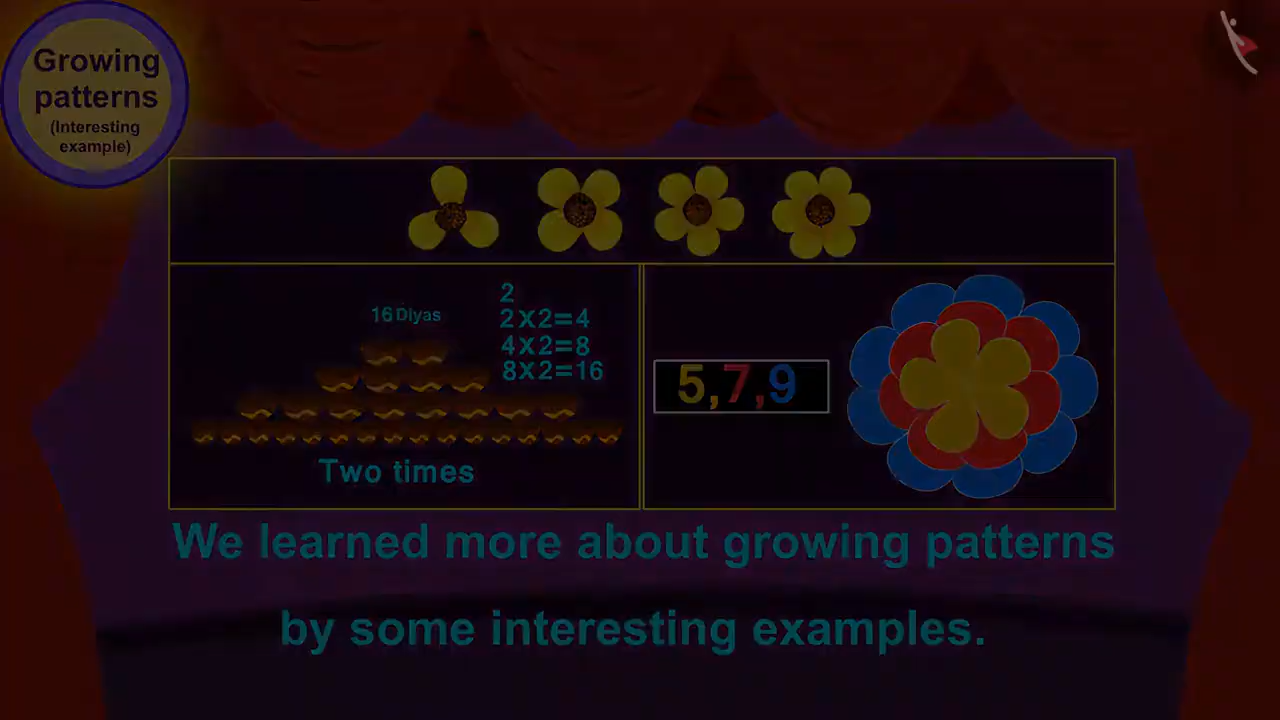 Growing
patterns
(Interesting
example)
16 Diyas
2
2X2=4
4X2=8
8X2=16
Two times
5,7,9
We learned more about growing patterns
by some interesting examples.